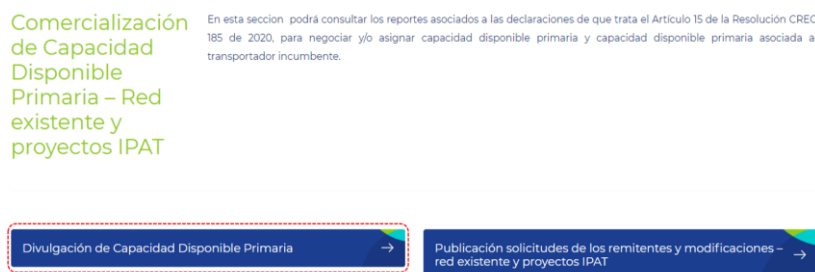 Comercialización
de Capacidad
Disponible
Primaria – Red
existente y
proyectos IPAT
En esta seccion podrá consultar los reportes asociados a las declaraciones de que trata el Artículo 15 de la Resolución CREG
185 de 2020, para negociar y/o asignar capacidad disponible primaria y capacidad disponible primaria asociada a
transportador incumbente.
Divulgación de Capacidad Disponible Primaria
Publicación solicitudes de los remitentes y modificaciones –
red existente y proyectos IPAT